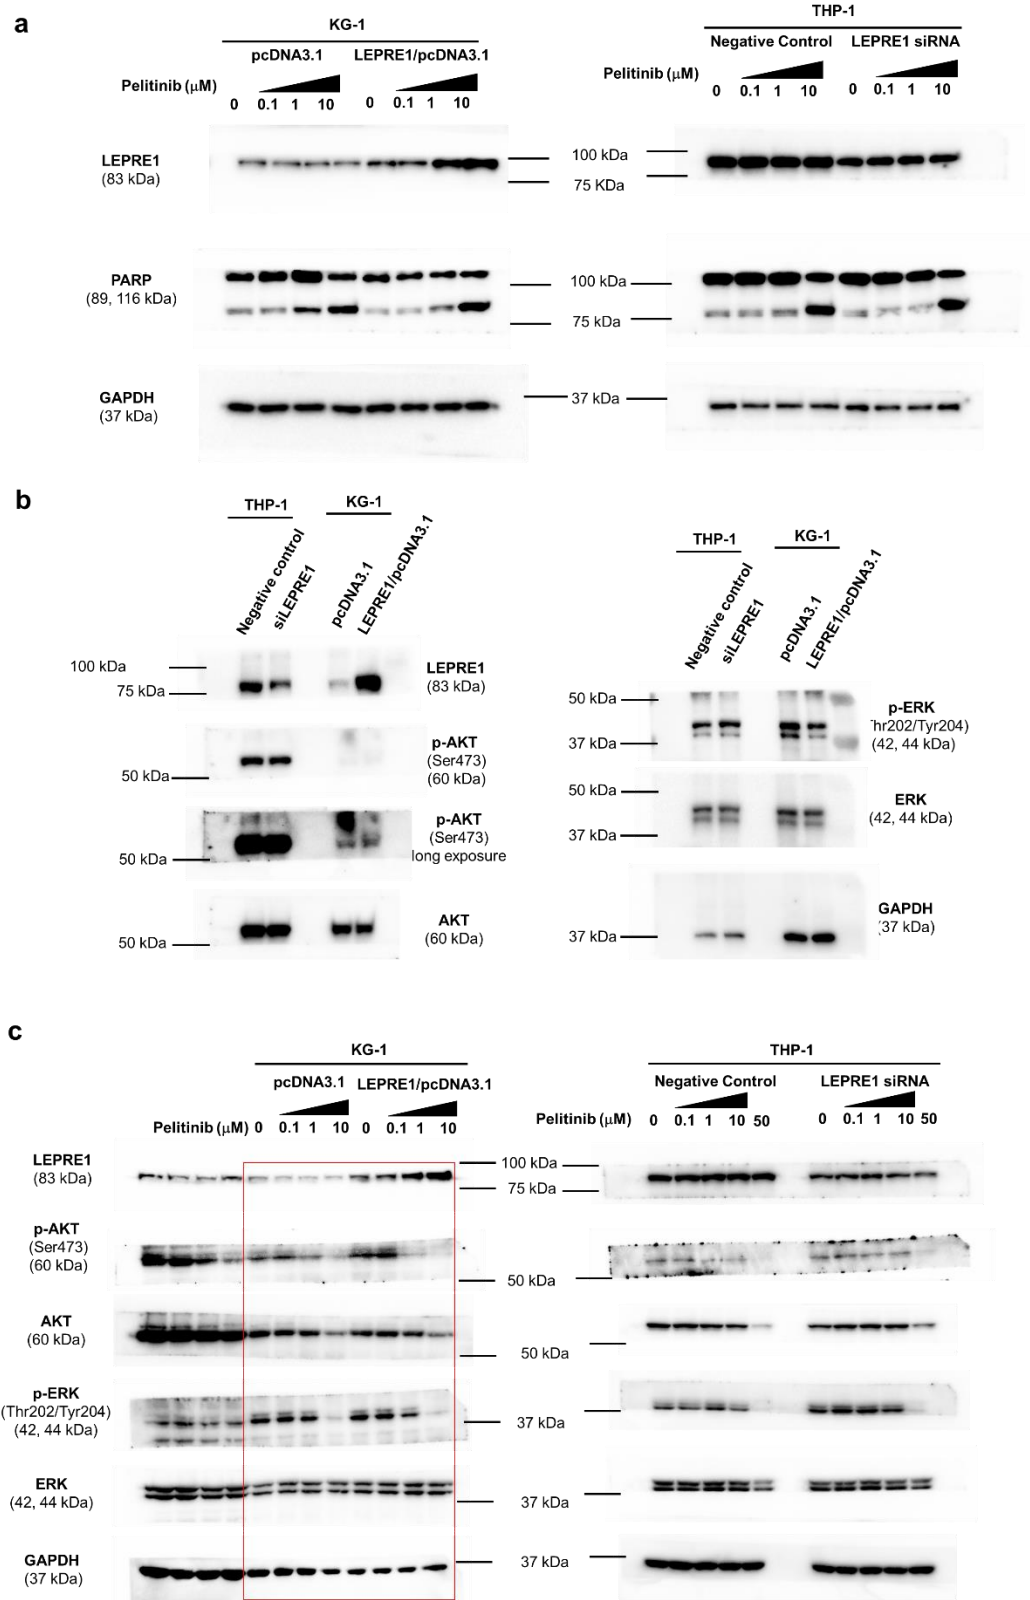 a
KG-1
THP-1
pcDNA3.1 LEPRE1/pcDNA3.1
Negative Control LEPRE1 siRNA
Pelitinib (μM)
0 0.1 1 10 0 0.1 1 10
Pelitinib (μM)
0 0.1 1 10 0 0.1 1 10
LEPRE1
(83 kDa)
100 kDa
75 KDa
PARP
(89, 116 kDa)
100 kDa
75 kDa
GAPDH
(37 kDa)
37 kDa
b
THP-1 KG-1
Negative control
siLEPRE1
pcDNA3.1
LEPRE1/pcDNA3.1
100 kDa
75 kDa
LEPRE1
(83 kDa)
50 kDa
p-AKT
(Ser473)
(60 kDa)
50 kDa
p-AKT
(Ser473)
long exposure
50 kDa
AKT
(60 kDa)
THP-1 KG-1
Negative control
siLEPRE1
pcDNA3.1
LEPRE1/pcDNA3.1
50 kDa
37 kDa
p-ERK
hr202/Tyr204)
(42, 44 kDa)
50 kDa
37 kDa
ERK
(42, 44 kDa)
37 kDa
GAPDH
(37 kDa)
c
KG-1
THP-1
pcDNA3.1 LEPRE1/pcDNA3.1
Negative Control LEPRE1 siRNA
Pelitinib (μM) 0 0.1 1 10 0 0.1 1 10
Pelitinib (μM) 0 0.1 1 10 50 0 0.1 1 10 50
LEPRE1
(83 kDa)
100 kDa
75 kDa
p-AKT
(Ser473)
(60 kDa)
50 kDa
AKT
(60 kDa)
50 kDa
p-ERK
(Thr202/Tyr204)
(42, 44 kDa)
37 kDa
ERK
(42, 44 kDa)
37 kDa
GAPDH
(37 kDa)
37 kDa